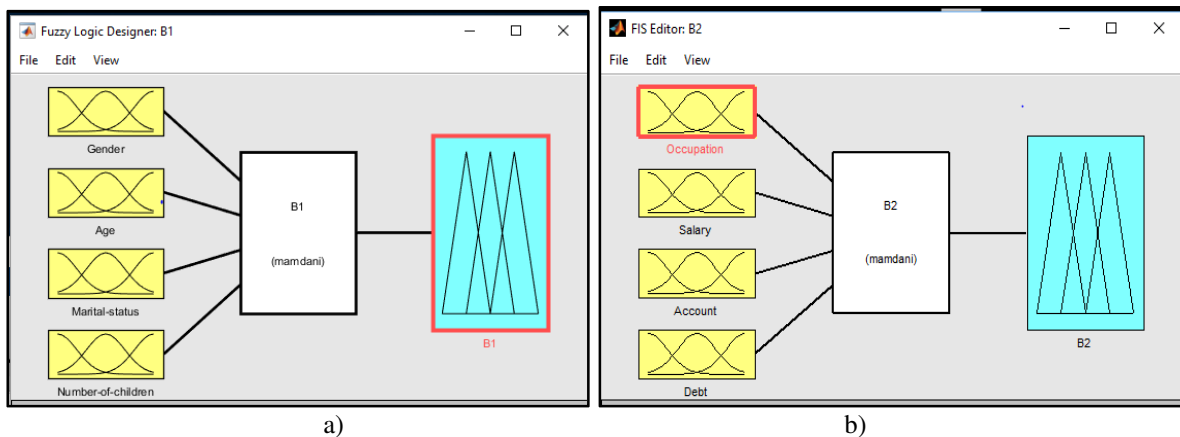 Fuzzy Logic Designer: B1
File Edit View
Gender
Age
Marital-status
Number-of-children
B1
(mamdani)
B1
a)
FIS Editor: B2
File Edit View
Occupation
Salary
Account
Debt
B2
(mamdani)
B2
b)